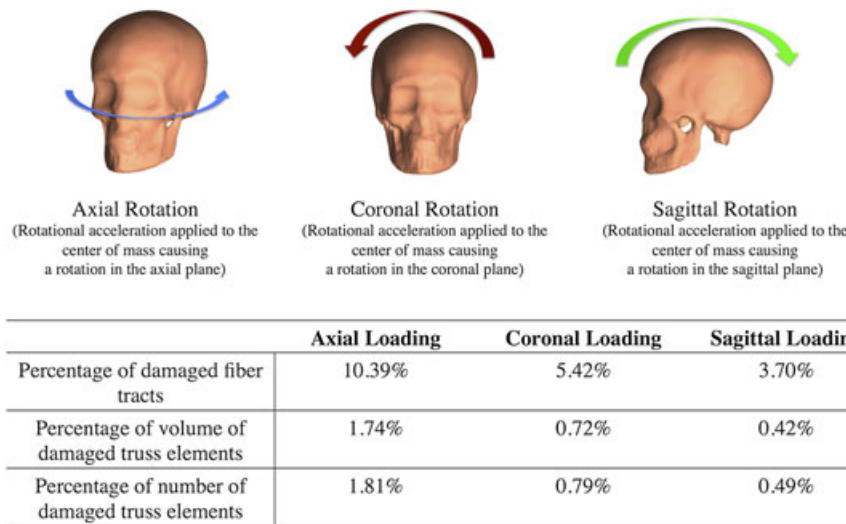 Axial Rotation
(Rotational acceleration applied to the
center of mass causing
a rotation in the axial plane)
Coronal Rotation
(Rotational acceleration applied to the
center of mass causing
a rotation in the coronal plane)
Sagittal Rotation
(Rotational acceleration applied to the
center of mass causing
a rotation in the sagittal plane)
Axial Loading Coronal Loading Sagittal Loadin
Percentage of damaged fiber
tracts
10.39% 5.42% 3.70%
Percentage of volume of
damaged truss elements
1.74% 0.72% 0.42%
Percentage of number of
damaged truss elements
1.81% 0.79% 0.49%